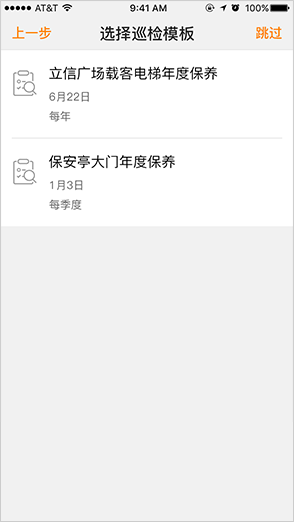 AT&T 9:41 AM 100%
上一步 选择巡检模板 跳过
立信广场载客电梯年度保养
6月22日
每年
保安亭大门年度保养
1月3日
每季度